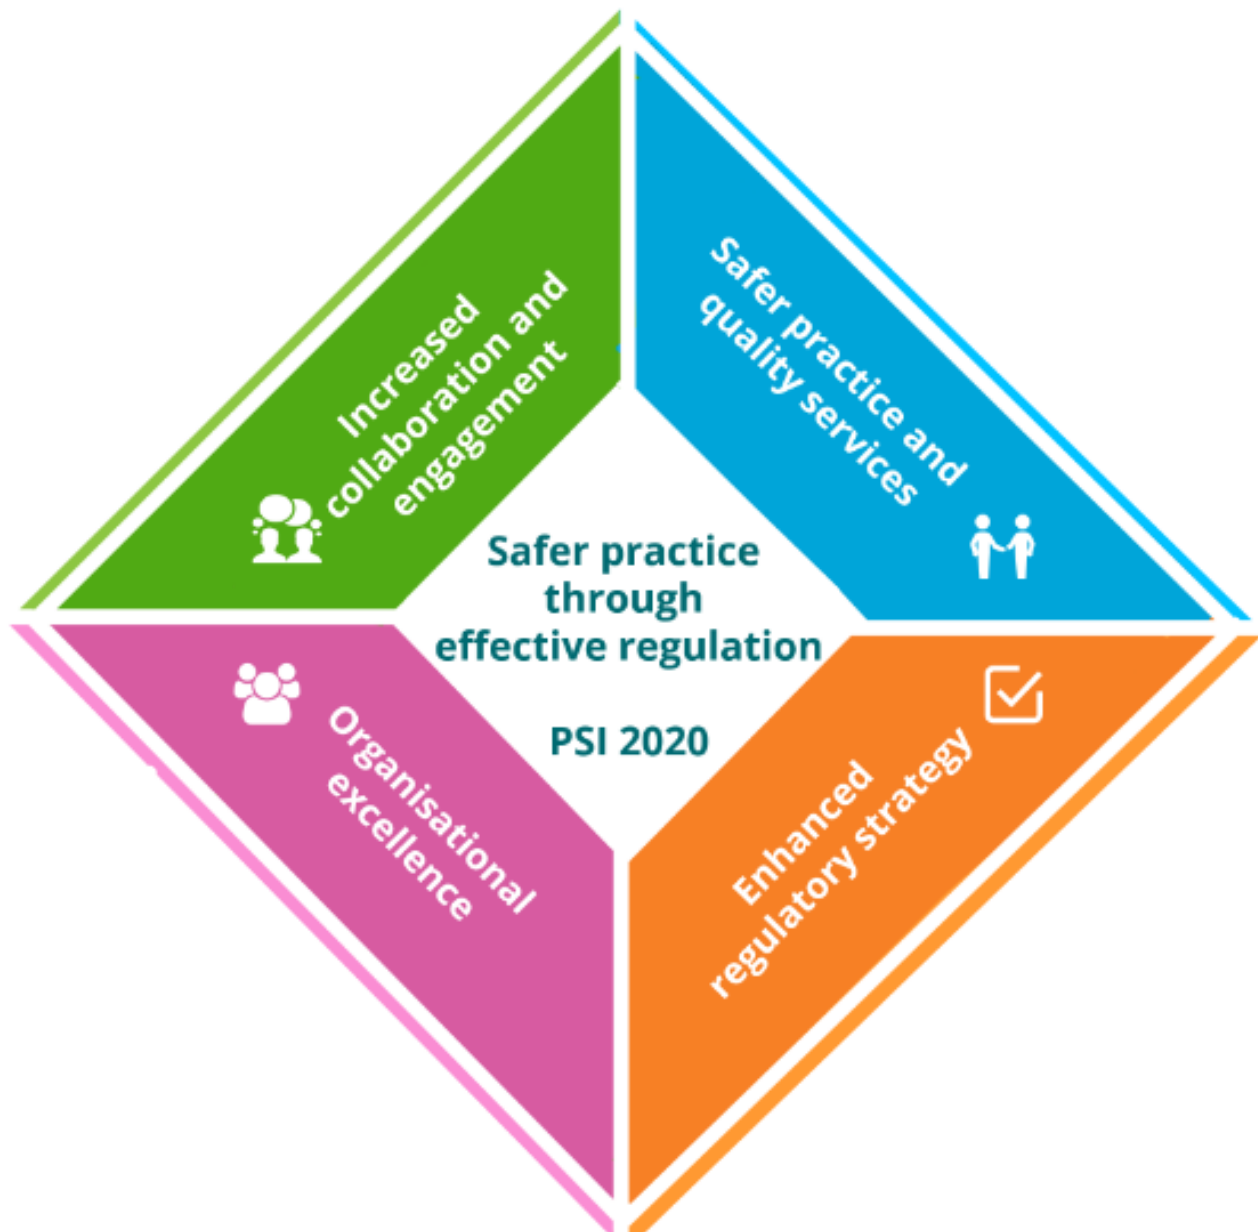 Increased
collaboration and
engagement
Safer practice and
quality services
Safer practice
through
effective regulation
PSI 2020
Organisational
excellence
Enhanced
regulatory strategy